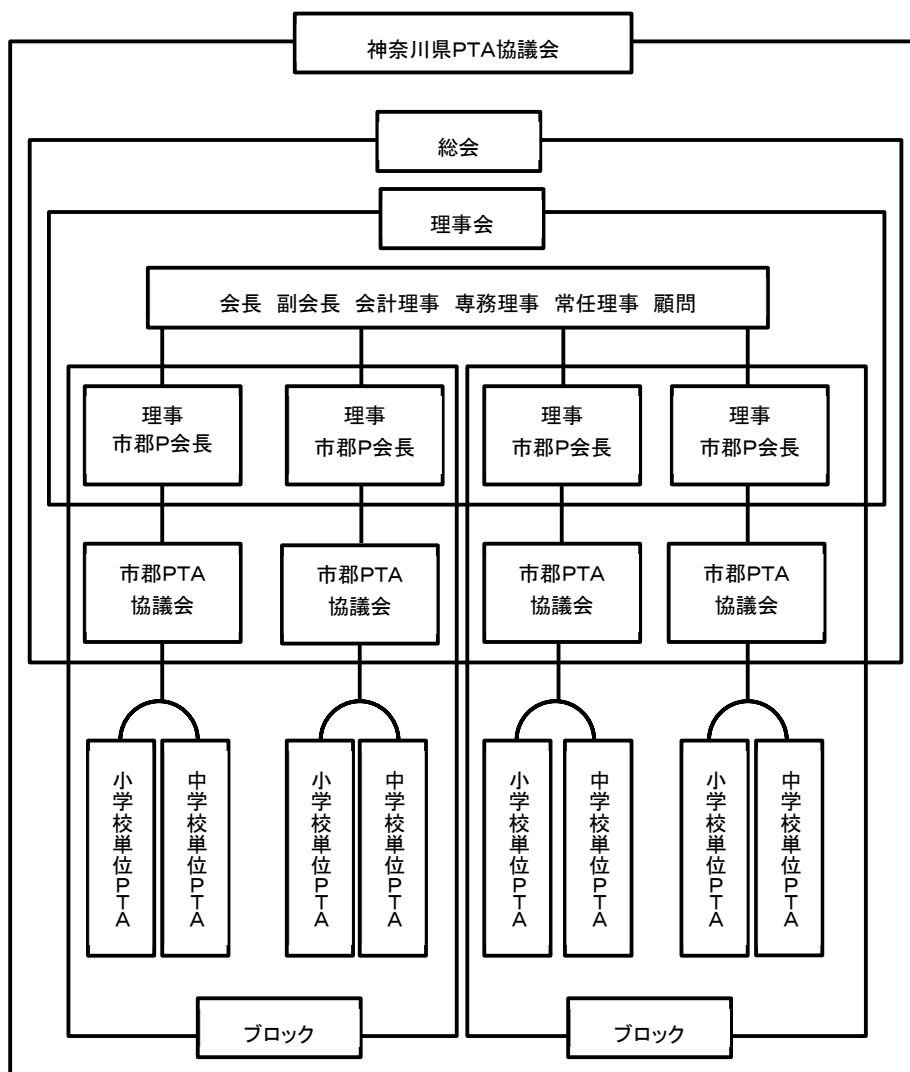 神奈川県PTA協議会
総会
理事会
会長 副会長 会計理事 専務理事 常任理事 顧問
理事
市郡P会長
理事
市郡P会長
理事
市郡P会長
理事
市郡P会長
市郡PTA
協議会
市郡PTA
協議会
市郡PTA
協議会
市郡PTA
協議会
小学校単位PTA
中学校単位PTA
小学校単位PTA
中学校単位PTA
小学校単位PTA
中学校単位PTA
小学校単位PTA
中学校単位PTA
ブロック
ブロック